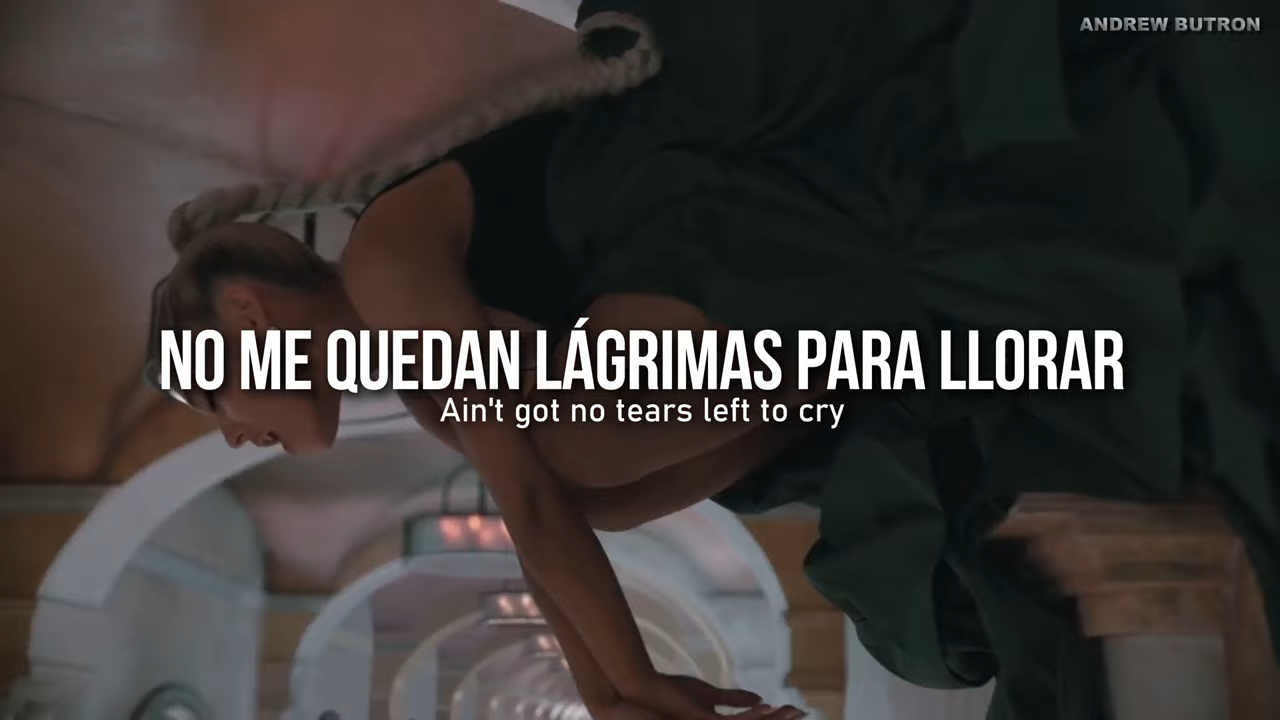 ANDREW BUTRON
NO ME QUEDAN LÁGRIMAS PARA LLORAR
Ain't got no tears left to cry